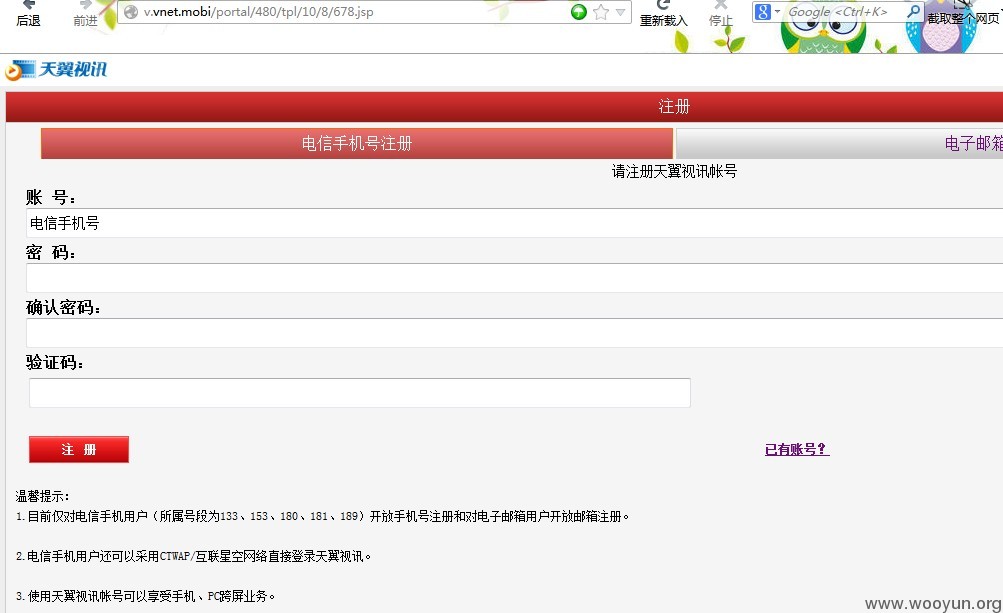 后退 前进 v.vnet.mobi/portal/480/tpl/10/8/678.jsp 重新载入 停止 8 Google <Ctrl+K> 截取整个网页
天翼视讯
注册
电信手机号注册 电子邮箱
请注册天翼视讯帐号
账 号：
电信手机号
密 码：
确认密码：
验证码：
注 册 已有账号？
温馨提示：
1.目前仅对电信手机用户（所属号段为133、153、180、181、189）开放手机号注册和对电子邮箱用户开放邮箱注册。
2.电信手机用户还可以采用CTWAP/互联星空网络直接登录天翼视讯。
3.使用天翼视讯帐号可以享受手机、PC跨屏业务。
www.wooyun.org